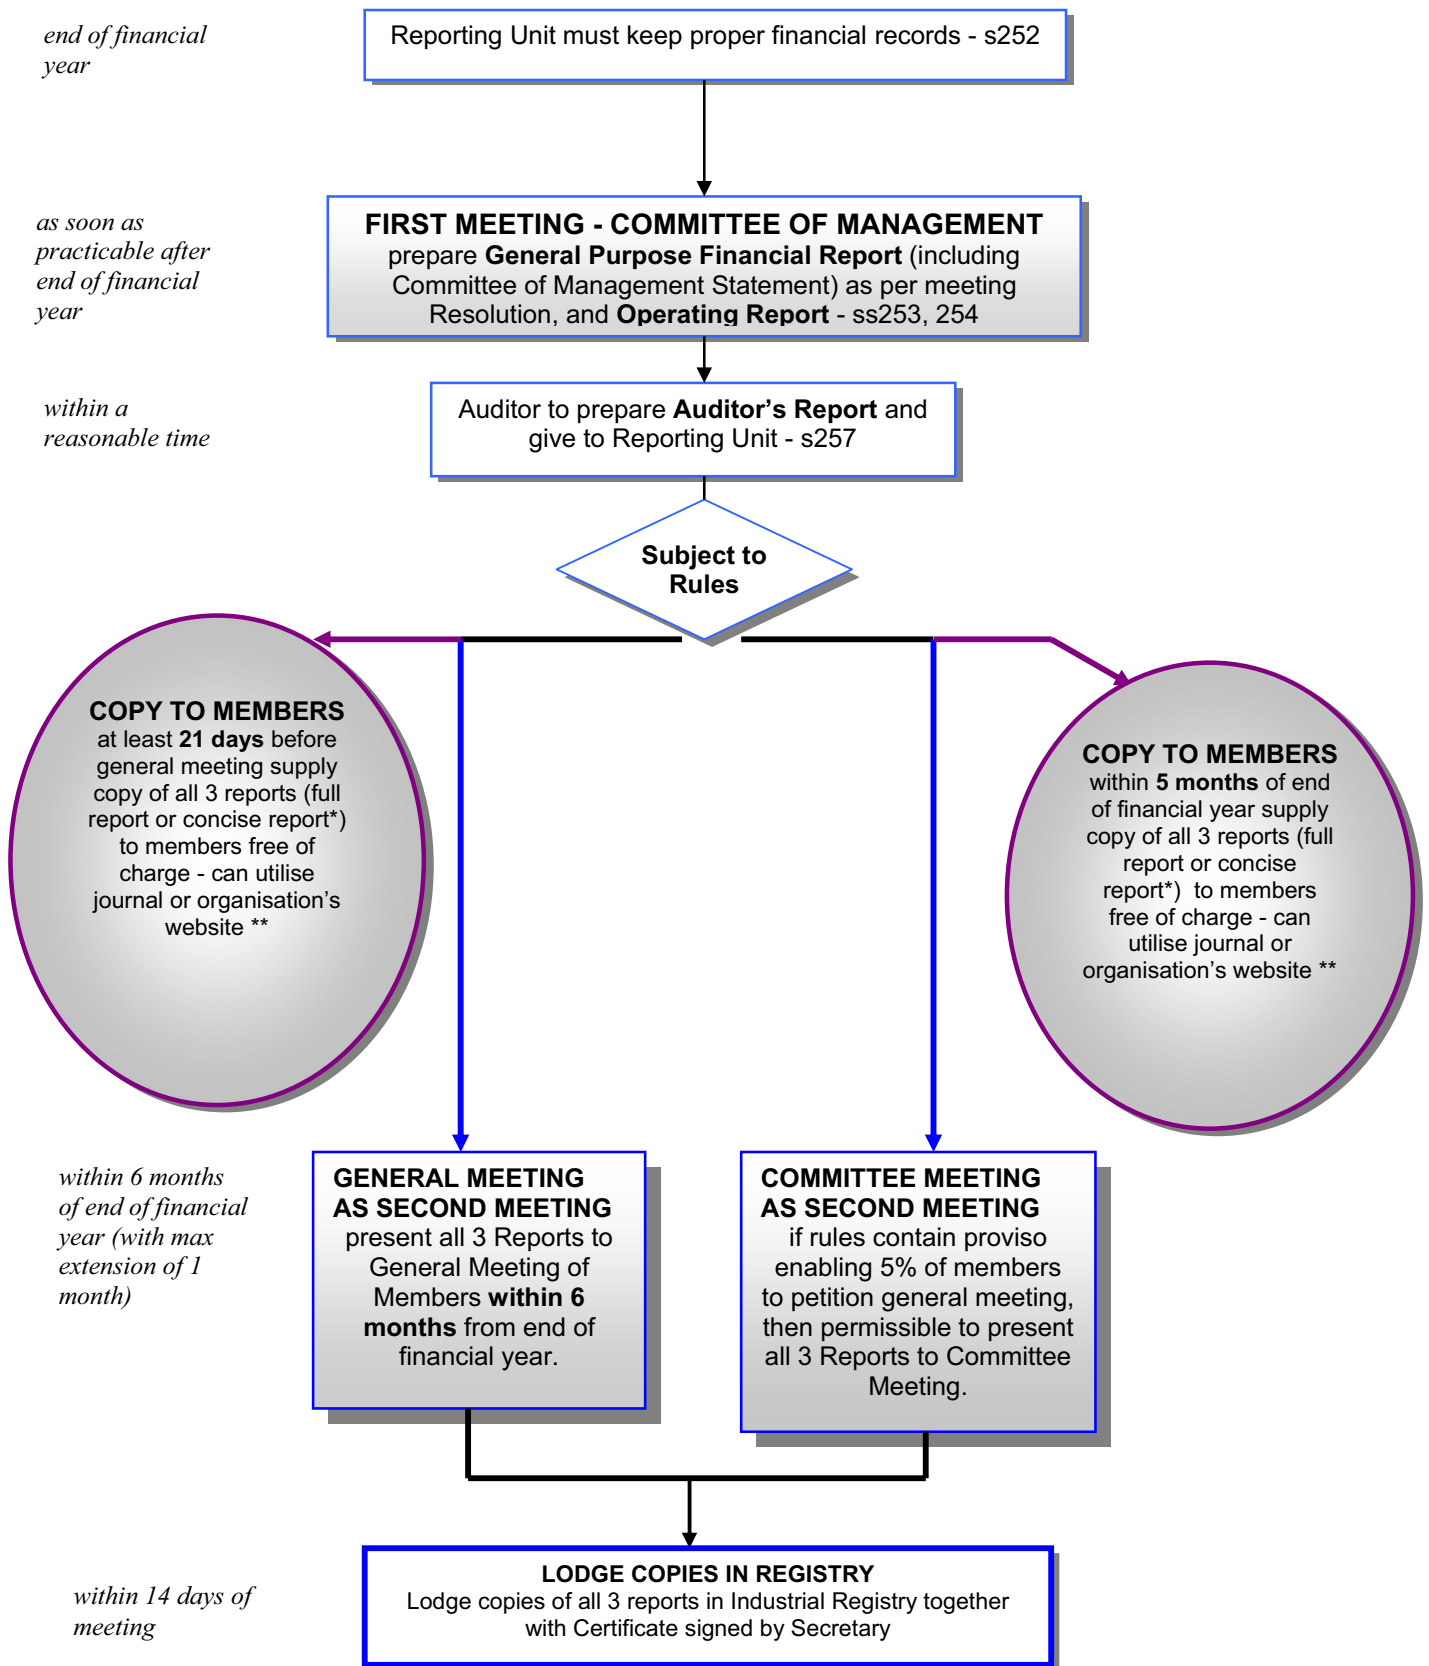 end of financial
year
Reporting Unit must keep proper financial records - s252
as soon as
practicable after
end of financial
year
FIRST MEETING - COMMITTEE OF MANAGEMENT
prepare General Purpose Financial Report (including
Committee of Management Statement) as per meeting
Resolution, and Operating Report - ss253, 254
within a
reasonable time
Auditor to prepare Auditor’s Report and
give to Reporting Unit - s257
Subject to
Rules
COPY TO MEMBERS
at least 21 days before
general meeting supply
copy of all 3 reports (full
report or concise report*)
to members free of
charge - can utilise
journal or organisation’s
website **
COPY TO MEMBERS
within 5 months of end
of financial year supply
copy of all 3 reports (full
report or concise
report*)  to members
free of charge - can
utilise journal or
organisation’s website **
within 6 months
of end of financial
year (with max
extension of 1
month)
GENERAL MEETING
AS SECOND MEETING
present all 3 Reports to
General Meeting of
Members within 6
months from end of
financial year.
COMMITTEE MEETING
AS SECOND MEETING
if rules contain proviso
enabling 5% of members
to petition general meeting,
then permissible to present
all 3 Reports to Committee
Meeting.
within 14 days of
meeting
LODGE COPIES IN REGISTRY
Lodge copies of all 3 reports in Industrial Registry together
with Certificate signed by Secretary